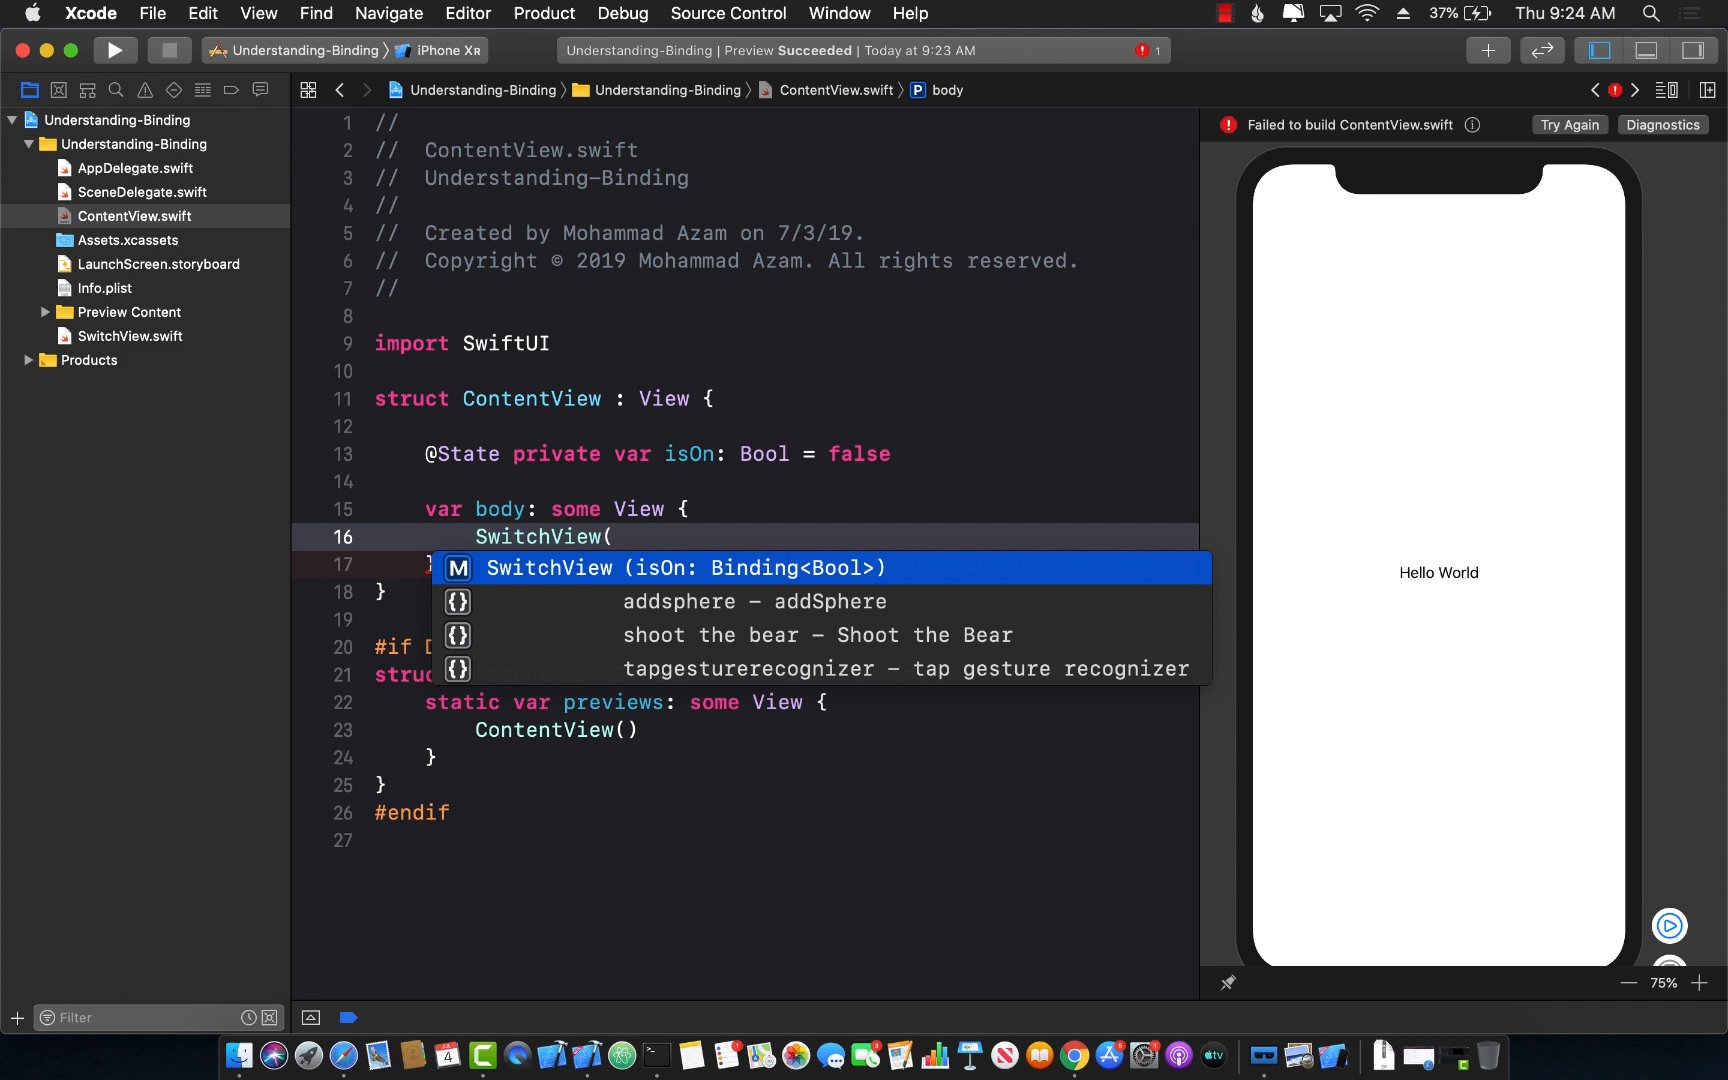 Xcode File Edit View Find Navigate Editor Product Debug Source Control Window Help 37% Thu 9:24 AM
Understanding-Binding iPhone XR Understanding-Binding | Preview Succeeded | Today at 9:23 AM 1
Understanding-Binding Understanding-Binding ContentView.swift P body
Understanding-Binding
Understanding-Binding
AppDelegate.swift
SceneDelegate.swift
ContentView.swift
Assets.xcassets
LaunchScreen.storyboard
Info.plist
Preview Content
SwitchView.swift
Products
Filter
1 //
2 // ContentView.swift
3 // Understanding-Binding
4 //
5 // Created by Mohammad Azam on 7/3/19.
6 // Copyright © 2019 Mohammad Azam. All rights reserved.
7 //
8
9 import SwiftUI
10
11 struct ContentView : View {
12
13 @State private var isOn: Bool = false
14
15 var body: some View {
16 SwitchView(
17 }
18 }
19
20 #if D
21 struc
22 static var previews: some View {
23 ContentView()
24 }
25 }
26 #endif
27
M SwitchView (isOn: Binding<Bool>)
{} addsphere – addSphere
{} shoot the bear – Shoot the Bear
{} tapgesturerecognizer – tap gesture recognizer
Failed to build ContentView.swift Try Again Diagnostics
Hello World
75%